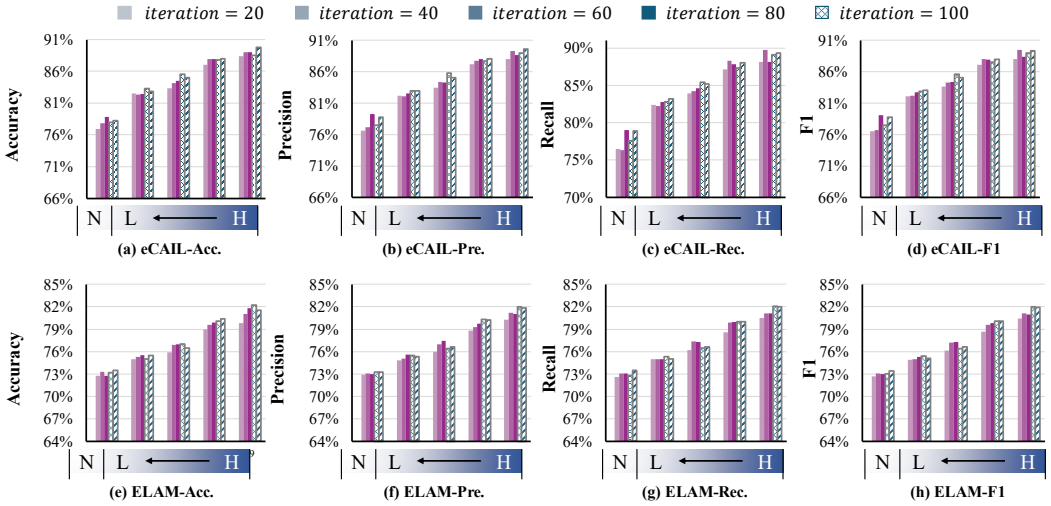 iteration = 20 iteration = 40 iteration = 60 iteration = 80 iteration = 100
Accuracy
91%
86%
81%
76%
71%
66%
N L H
(a) eCAIL-Acc.
Precision
91%
86%
81%
76%
71%
66%
N L H
(b) eCAIL-Pre.
Recall
90%
85%
80%
75%
70%
N L H
(c) eCAIL-Rec.
F1
91%
86%
81%
76%
71%
66%
N L H
(d) eCAIL-F1
Accuracy
85%
82%
79%
76%
73%
70%
67%
64%
N L H
9
(e) ELAM-Acc.
Precision
85%
82%
79%
76%
73%
70%
67%
64%
N L H
(f) ELAM-Pre.
Recall
85%
82%
79%
76%
73%
70%
67%
64%
N L H
(g) ELAM-Rec.
F1
85%
82%
79%
76%
73%
70%
67%
64%
N L H
(h) ELAM-F1